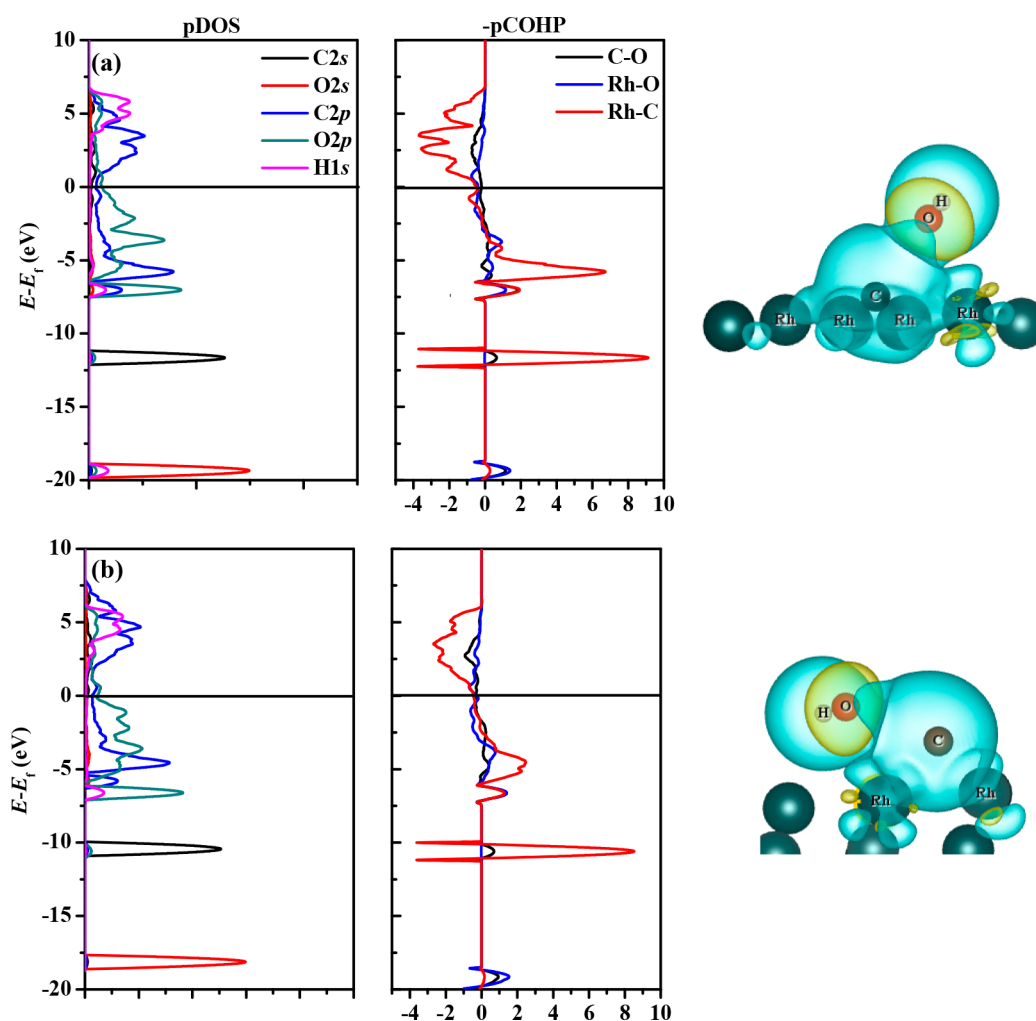 pDOS
-pCOHP
(a)
C2s
O2s
C2p
O2p
H1s
C-O
Rh-O
Rh-C
10
5
0
-5
-10
-15
-20
E-Ef (eV)
-4 -2 0 2 4 6 8 10
H
O
C
Rh
Rh
Rh
Rh
(b)
10
5
0
-5
-10
-15
-20
E-Ef (eV)
-4 -2 0 2 4 6 8 10
H
O
C
Rh
Rh